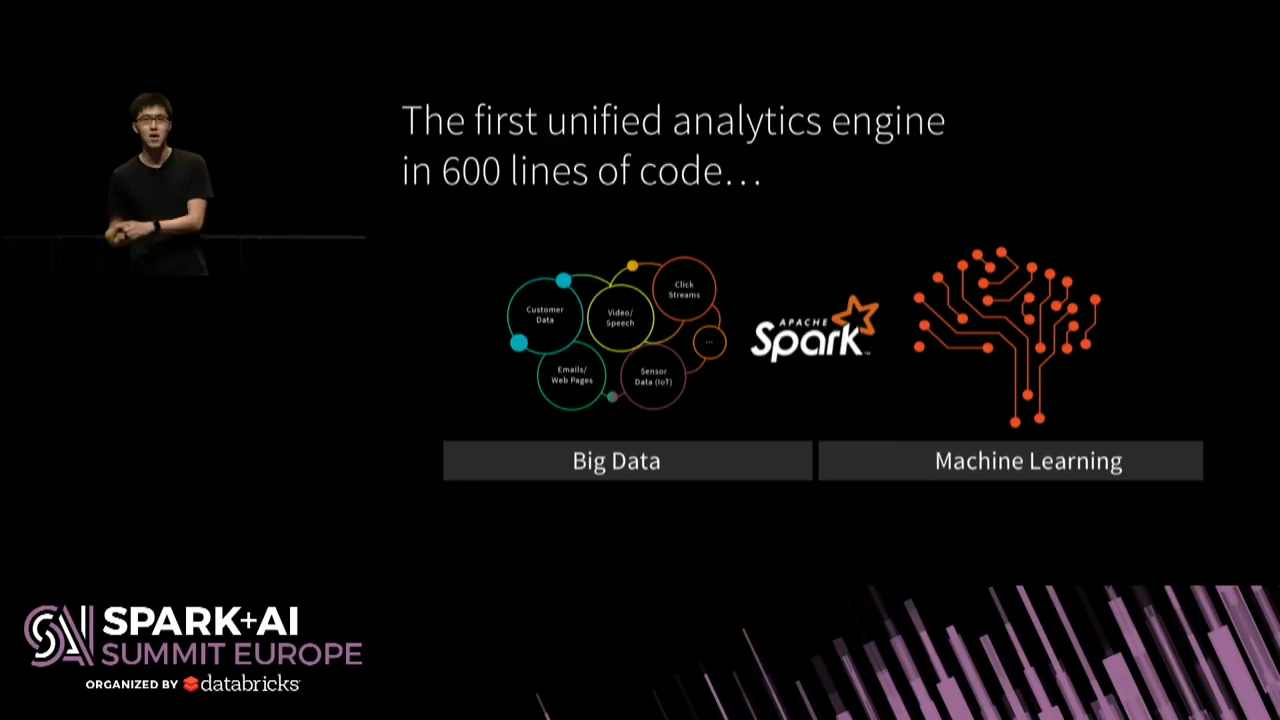 The first unified analytics engine
in 600 lines of code…
Customer
Data
Video/
Speech
Click
Streams
...
Emails/
Web Pages
Sensor
Data (IoT)
APACHE
Spark™
Big Data
Machine Learning
SPARK+AI
SUMMIT EUROPE
ORGANIZED BY databricks